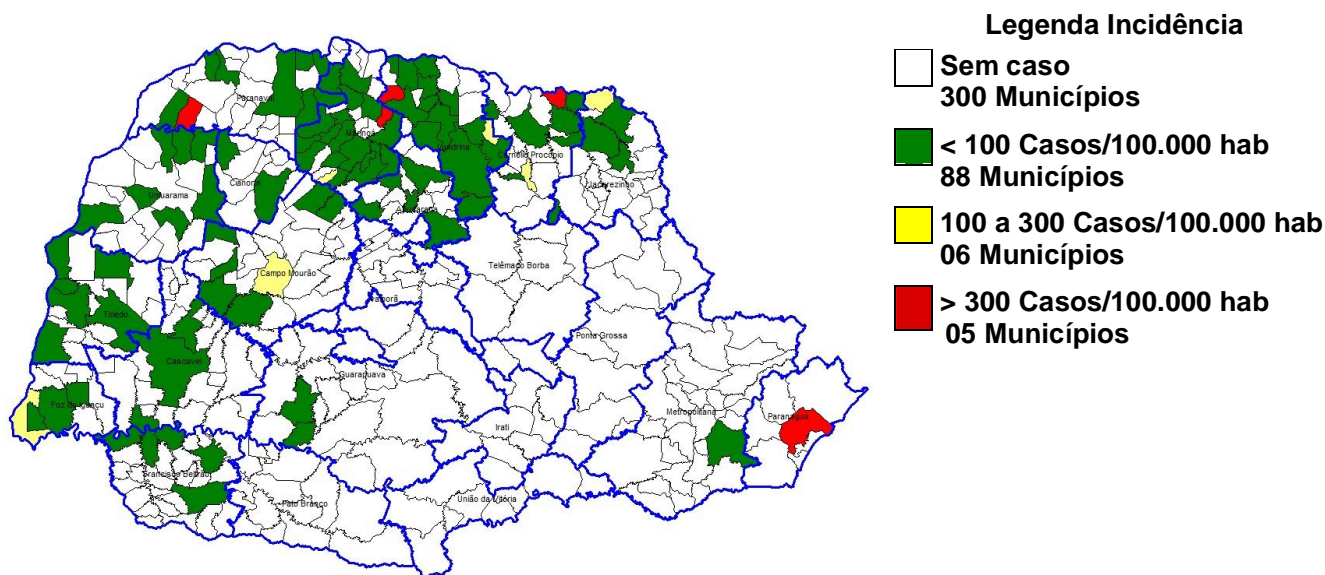 Legenda Incidência
Sem caso
300 Municípios
< 100 Casos/100.000 hab
88 Municípios
100 a 300 Casos/100.000 hab
06 Municípios
> 300 Casos/100.000 hab
05 Municípios
Paranavaí
Maringá
Londrina
Cornélio Procópio
Jacarezinho
Umuarama
Cianorte
Apucarana
Campo Mourão
Telêmaco Borba
Ivaiporã
Toledo
Ponta Grossa
Cascavel
Guarapuava
Foz do Iguaçu
Metropolitana
Paranaguá
Irati
Francisco Beltrão
Pato Branco
União da Vitória